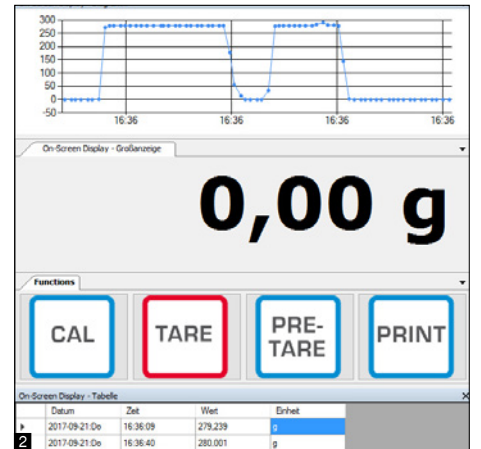 300
250
200
150
100
50
0
-50
16:36 16:36 16:36 16:36
On-Screen Display - Großanzeige
0,00 g
Functions
CAL TARE PRE-TARE PRINT
On-Screen Display - Tabelle
Datum Zeit Wert Einheit
2017-09-21:Do 16:36:09 279,239 g
2017-09-21:Do 16:36:40 280.001 g
2